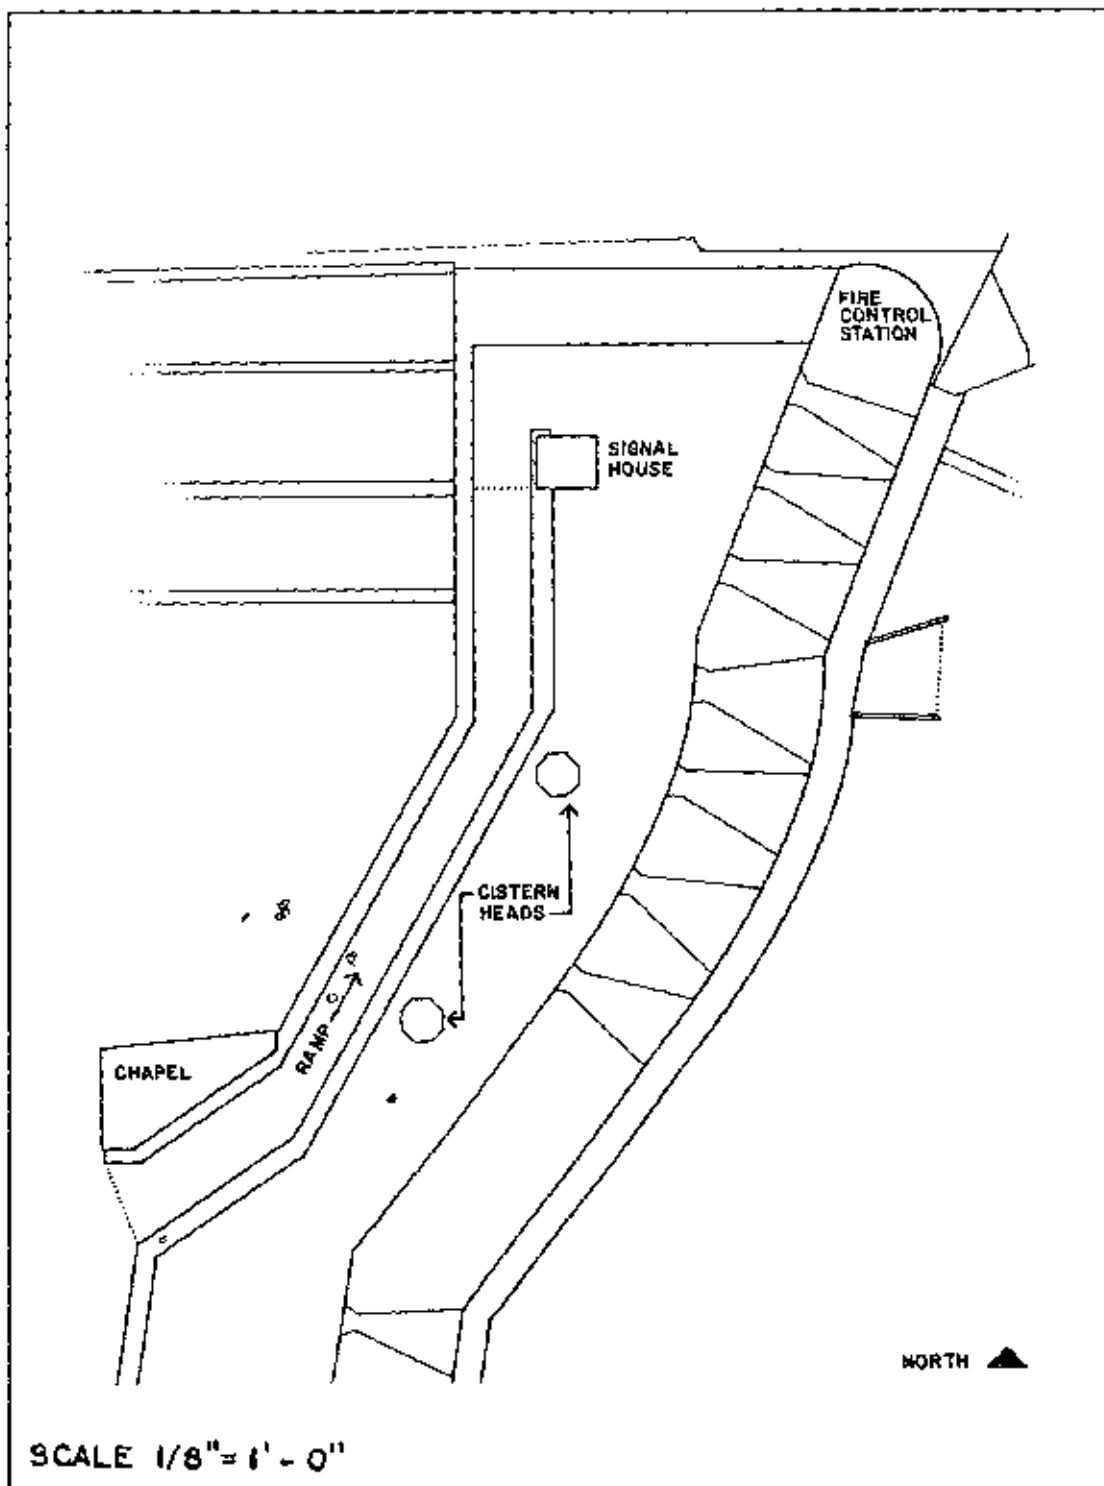 FIRE
CONTROL
STATION
SIGNAL
HOUSE
CISTERN
HEADS
RAMP
CHAPEL
NORTH
SCALE 1/8" = 1' - 0"